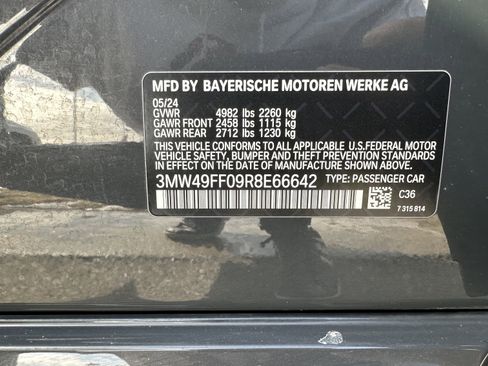 MFD BY BAYERISCHE MOTOREN WERKE AG
05/24
GVWR 4982 lbs 2260 kg
GAWR FRONT 2458 lbs 1115 kg
GAWR REAR 2712 lbs 1230 kg
THIS VEHICLE CONFORMS TO ALL APPLICABLE U.S.FEDERAL MOTOR
VEHICLE SAFETY, BUMPER, AND THEFT PREVENTION STANDARDS
IN EFFECT ON THE DATE OF MANUFACTURE SHOWN ABOVE.
3MW49FF09R8E66642 TYPE: PASSENGER CAR
C36
7 315 814